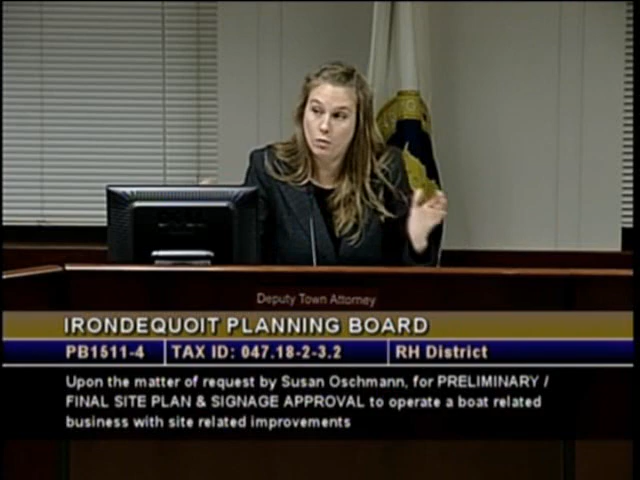 Deputy Town Attorney
IRONDEQUOIT PLANNING BOARD
PB1511-4 TAX ID: 047.18-2-3.2 RH District
Upon the matter of request by Susan Oschmann, for PRELIMINARY /
FINAL SITE PLAN & SIGNAGE APPROVAL to operate a boat related
business with site related improvements